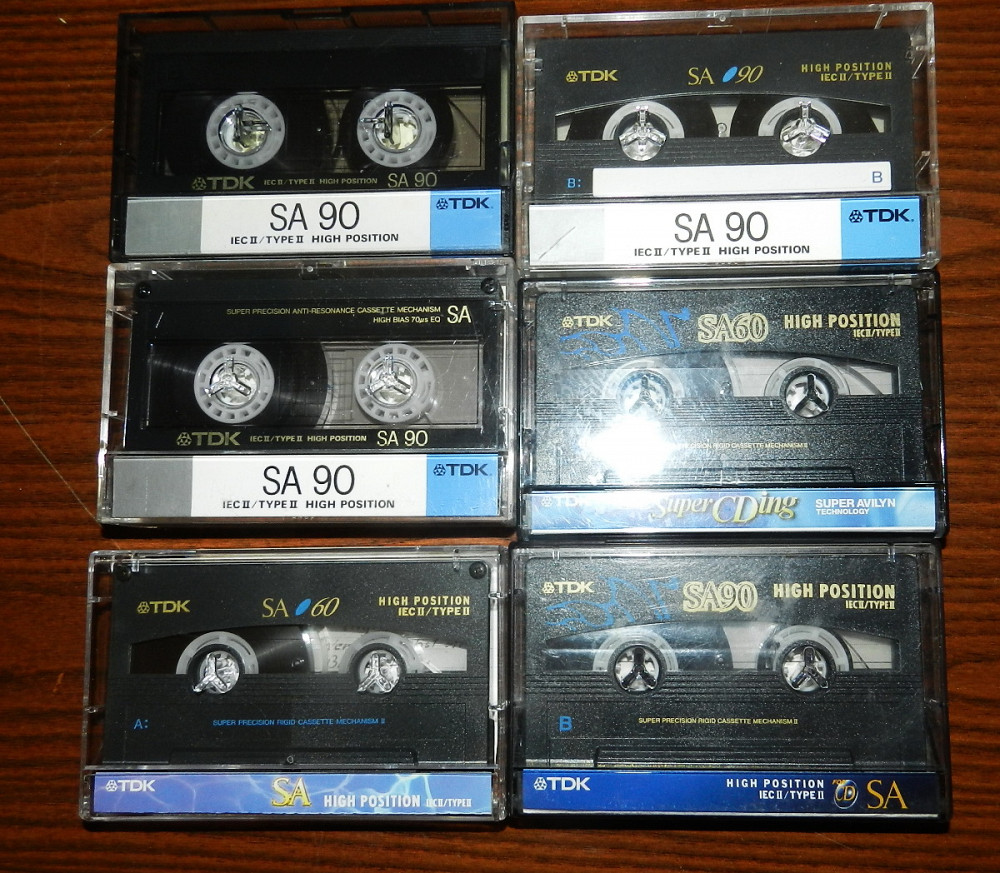 TDK IEC II/TYPE II HIGH POSITION SA 90
SA 90
IEC II/TYPE II HIGH POSITION
TDK
TDK SA 90 HIGH POSITION
IEC II/TYPE II
B: B
SA 90
IEC II/TYPE II HIGH POSITION
TDK
SUPER PRECISION ANTI-RESONANCE CASSETTE MECHANISM SA
HIGH BIAS 70µs EQ
TDK IEC II/TYPE II HIGH POSITION SA 90
SA 90
IEC II/TYPE II HIGH POSITION
TDK
TDK SA60 HIGH POSITION
IEC II/TYPE II
RIGID CASSETTE MECHANISM II
TDK Super CDing SUPER AVILYN
TECHNOLOGY
TDK SA 60 HIGH POSITION
IEC II/TYPE II
A: SUPER PRECISION RIGID CASSETTE MECHANISM II
TDK SA HIGH POSITION IEC II/TYPE II
TDK SA90 HIGH POSITION
IEC II/TYPE II
B SUPER PRECISION RIGID CASSETTE MECHANISM II
TDK HIGH POSITION
IEC II/TYPE II CD SA